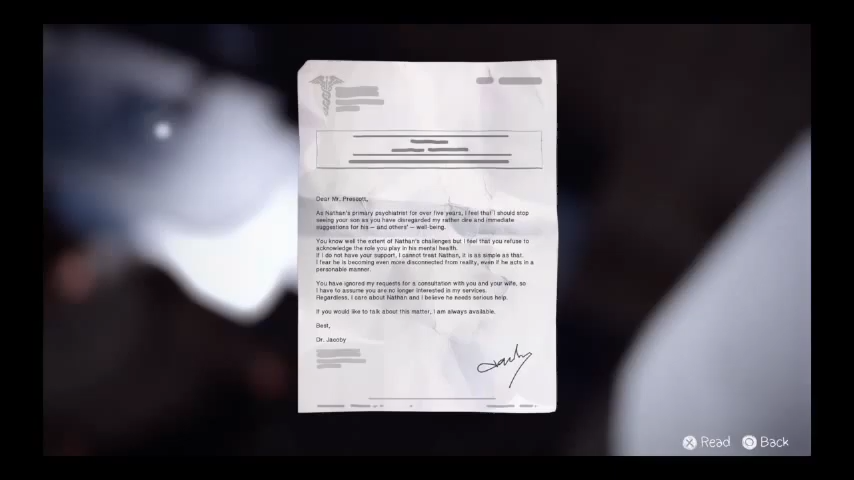 Dear Mr. Prescott,
As Nathan's primary psychiatrist for over five years, I feel that I should stop
seeing your son as you have disregarded my rather dire and immediate
suggestions for his — and others' — well-being.
You know well the extent of Nathan's challenges but I feel that you refuse to
acknowledge the role you play in his mental health.
If I do not have your support, I cannot treat Nathan, it is as simple as that.
I fear he is becoming even more disconnected from reality, even if he acts in a
personable manner.
You have ignored my requests for a consultation with you and your wife, so
I have to assume you are no longer interested in my services.
Regardless, I care about Nathan and I believe he needs serious help.
If you would like to talk about this matter, I am always available.
Best,
Dr. Jacoby
Read
Back